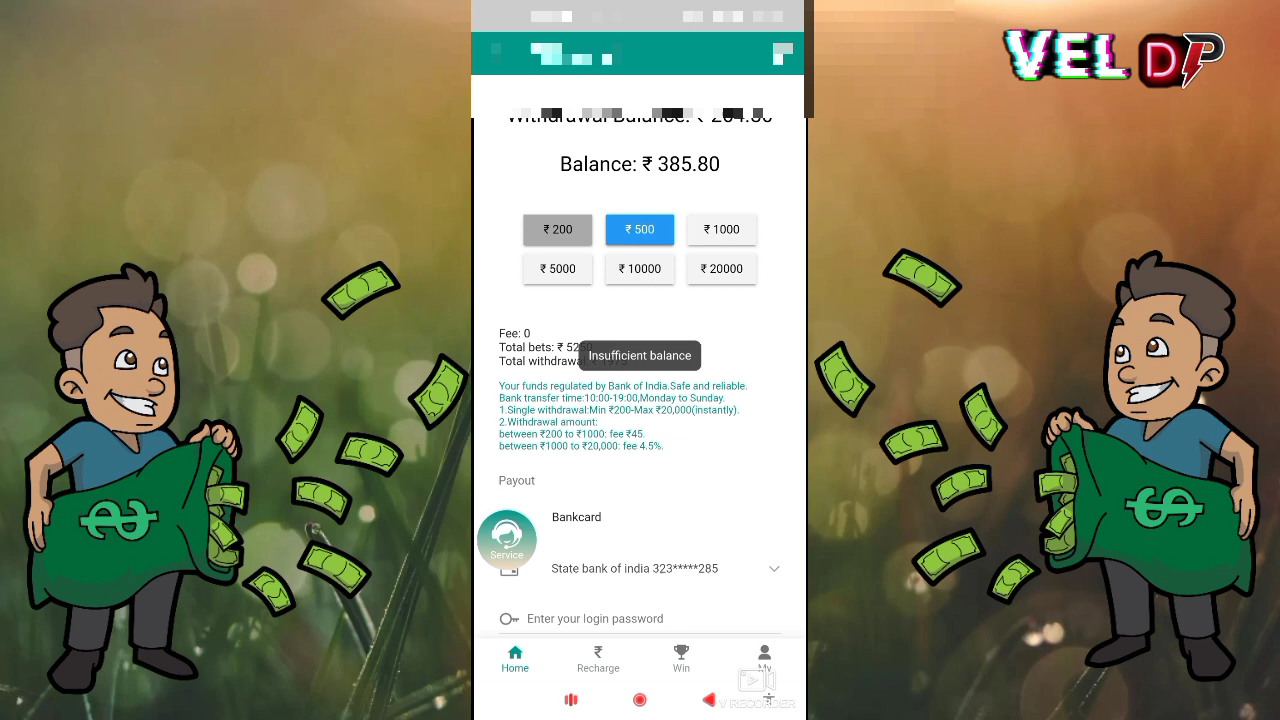 VEL DP
Balance: ₹ 385.80
₹ 200
₹ 500
₹ 1000
₹ 5000
₹ 10000
₹ 20000
Fee: 0
Total bets: ₹
Insufficient balance
Total withdrawal
Your funds regulated by Bank of India.Safe and reliable.
Bank transfer time:10:00-19:00,Monday to Sunday.
1.Single withdrawal:Min ₹200-Max ₹20,000(instantly).
2.Withdrawal amount:
between ₹200 to ₹1000: fee ₹45.
between ₹1000 to ₹20,000: fee 4.5%.
Payout
Bankcard
Service
State bank of india 323*****285
Enter your login password
Home
Recharge
Win
My
V RECORDER